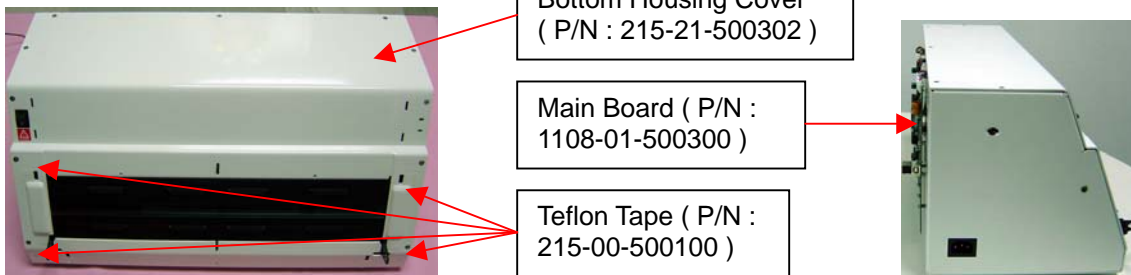 Bottom Housing Cover
( P/N : 215-21-500302 )
Main Board ( P/N :
1108-01-500300 )
Teflon Tape ( P/N :
215-00-500100 )